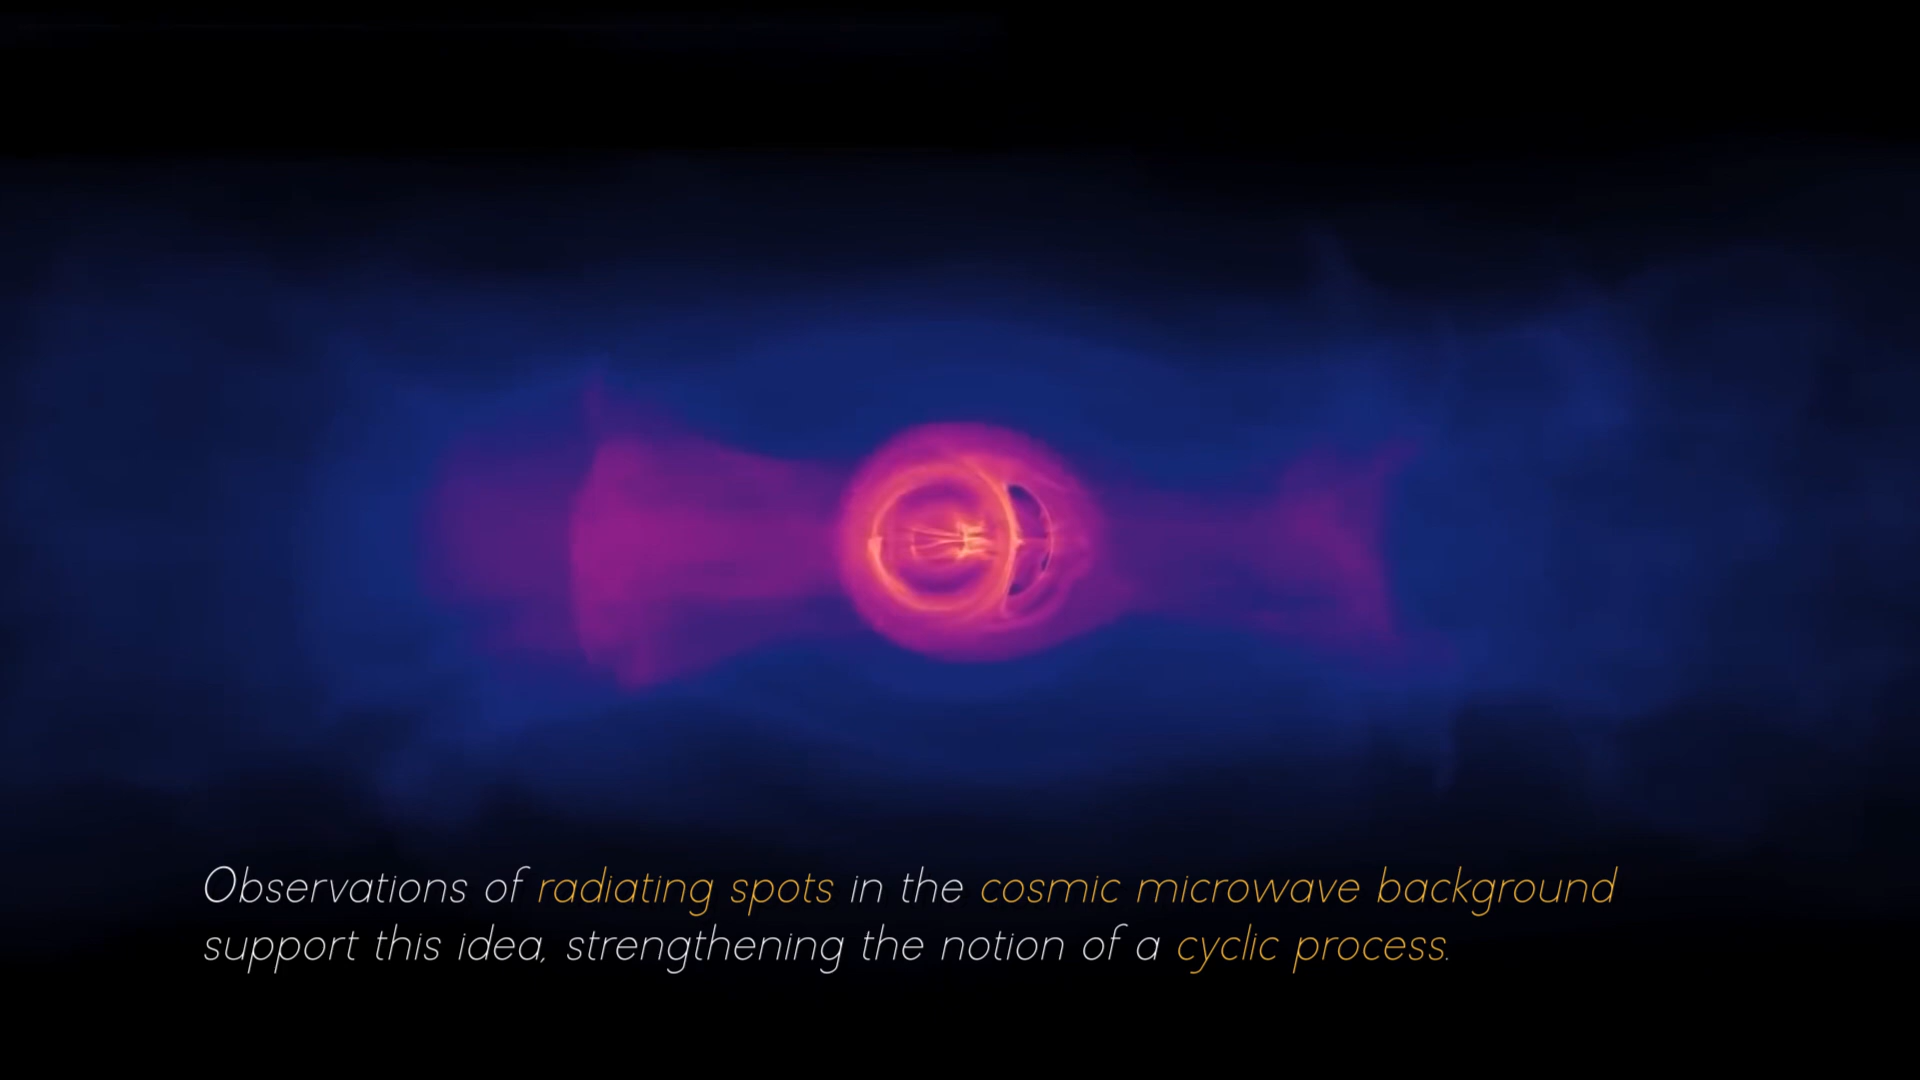 Observations of radiating spots in the cosmic microwave background
support this idea, strengthening the notion of a cyclic process.